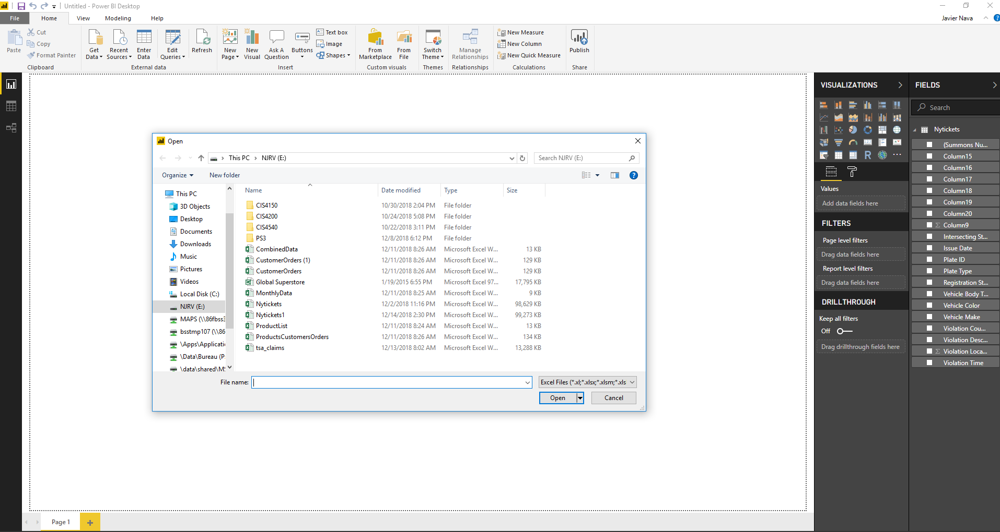 Untitled - Power BI Desktop
File Home View Modeling Help Javier Nava
Paste
Cut
Copy
Format Painter
Clipboard
Get Data
Recent Sources
Enter Data
Edit Queries
Refresh
External data
New Page
New Visual
Ask A Question
Buttons
Text box
Image
Shapes
Insert
From Marketplace
From File
Custom visuals
Switch Theme
Themes
Manage Relationships
Relationships
New Measure
New Column
New Quick Measure
Calculations
Publish
Share
Open
This PC › NJRV (E:)
Search NJRV (E:)
Organize New folder
This PC
3D Objects
Desktop
Documents
Downloads
Music
Pictures
Videos
Local Disk (C:)
NJRV (E:)
MAPS (\\86fbss3
bsstmp107 (\\86
\Apps\Applicati
\Data\Bureau (P:
\data\shared\MS
Name Date modified Type Size
CIS4150 10/30/2018 2:04 PM File folder
CIS4200 10/24/2018 5:08 PM File folder
CIS4540 10/22/2018 3:11 PM File folder
PS3 12/8/2018 6:12 PM File folder
CombinedData 12/11/2018 8:26 AM Microsoft Excel W... 13 KB
CustomerOrders (1) 12/11/2018 8:26 AM Microsoft Excel W... 129 KB
CustomerOrders 12/11/2018 8:26 AM Microsoft Excel W... 129 KB
Global Superstore 1/19/2015 6:55 PM Microsoft Excel 97... 17,795 KB
MonthlyData 12/11/2018 8:25 AM Microsoft Excel W... 9 KB
Nytickets 12/2/2018 11:16 PM Microsoft Excel W... 98,629 KB
Nytickets1 12/14/2018 2:30 PM Microsoft Excel W... 99,273 KB
ProductList 12/11/2018 8:24 AM Microsoft Excel W... 13 KB
ProductsCustomersOrders 12/11/2018 8:26 AM Microsoft Excel W... 134 KB
tsa_claims 12/13/2018 8:02 AM Microsoft Excel W... 13,288 KB
File name:
Excel Files (*.xl;*.xlsx;*.xlsm;*.xls
Open Cancel
VISUALIZATIONS
R
Values
Add data fields here
FILTERS
Page level filters
Drag data fields here
Report level filters
Drag data fields here
DRILLTHROUGH
Keep all filters
Off
Drag drillthrough fields here
FIELDS
Search
Nytickets
(Summons Nu...
Column15
Column16
Column17
Column18
Column19
Column20
Σ Column9
Intersecting St...
Issue Date
Plate ID
Plate Type
Registration St...
Vehicle Body T...
Vehicle Color
Vehicle Make
Violation Cou...
Violation Desc...
Σ Violation Loca...
Violation Time
Page 1 +